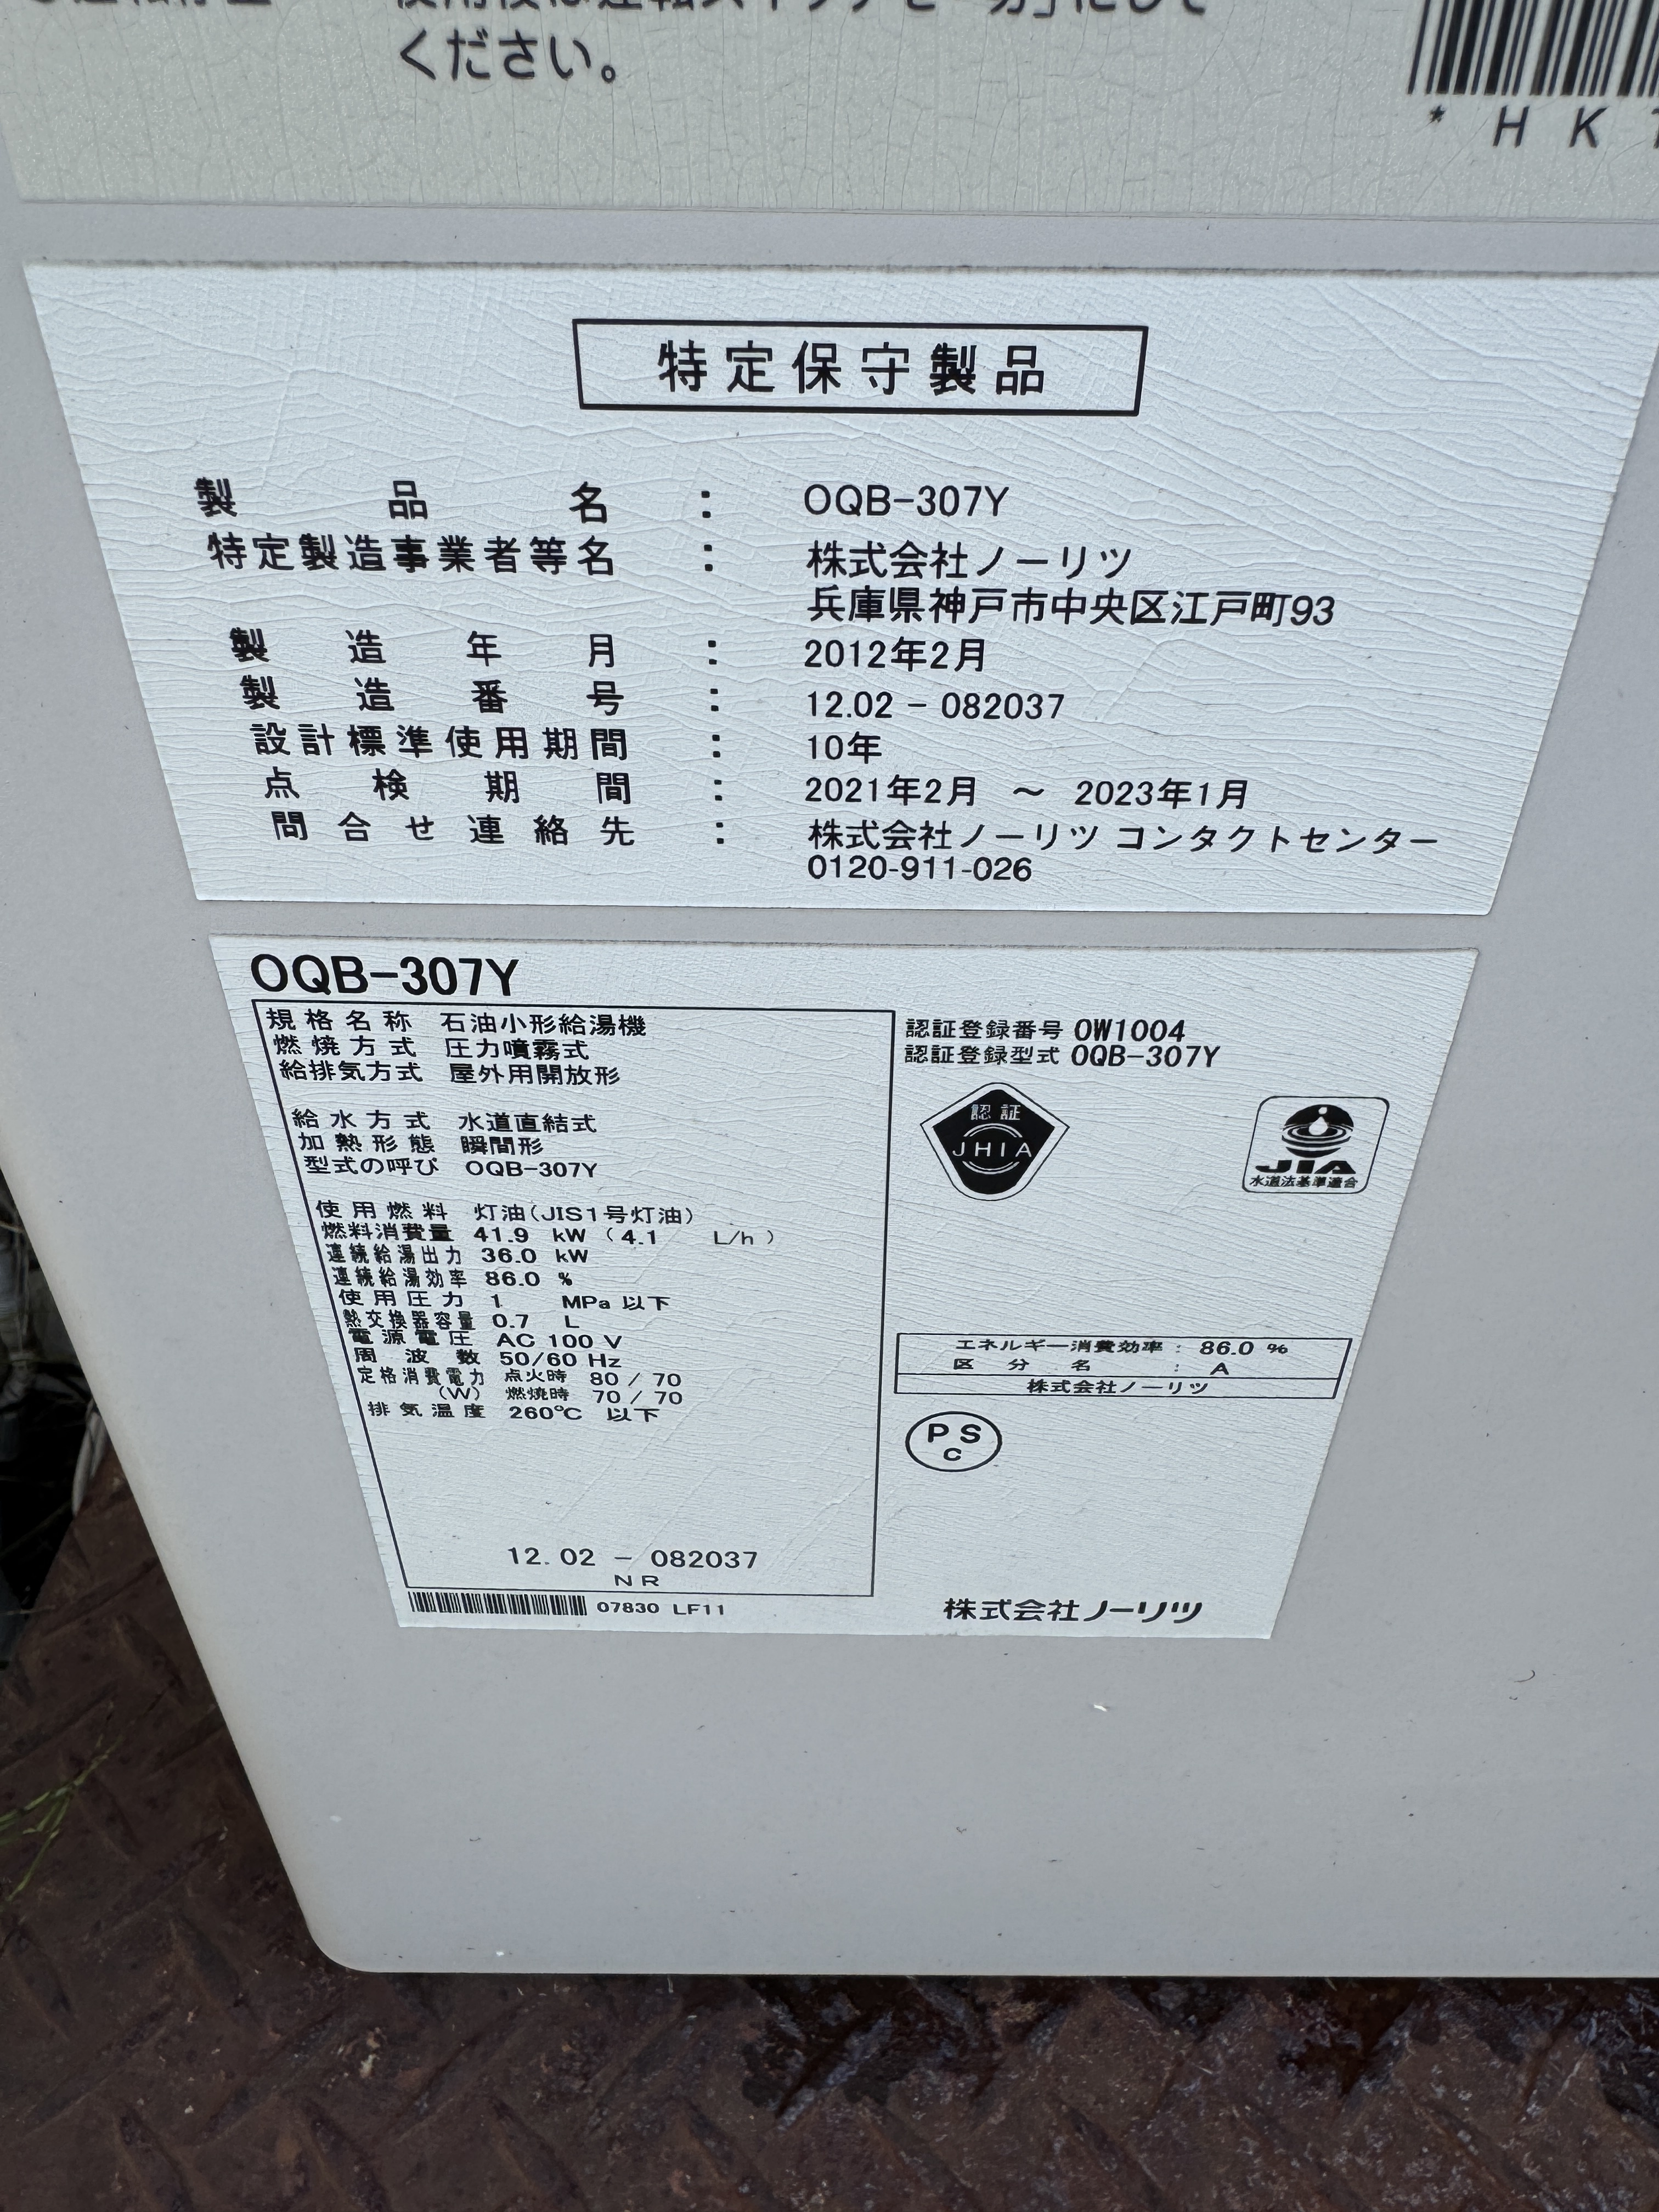 ください。
* H K
特定保守製品
製品名 : OQB-307Y
特定製造事業者等名 : 株式会社ノーリツ
兵庫県神戸市中央区江戸町93
製造年月 : 2012年2月
製造番号 : 12.02 - 082037
設計標準使用期間 : 10年
点検期間 : 2021年2月 ～ 2023年1月
問合せ連絡先 : 株式会社ノーリツ コンタクトセンター
0120-911-026
OQB-307Y
規格名称 石油小形給湯機
燃焼方式 圧力噴霧式
給排気方式 屋外用開放形
給水方式 水道直結式
加熱形態 瞬間形
型式の呼び OQB-307Y
使用燃料 灯油(JIS1号灯油)
燃料消費量 41.9 kW (4.1 L/h)
連続給湯出力 36.0 kW
連続給湯効率 86.0 %
使用圧力 1 MPa 以下
熱交換器容量 0.7 L
電源電圧 AC 100 V
周波数 50/60 Hz
定格消費電力 点火時 80 / 70
(W) 燃焼時 70 / 70
排気温度 260℃ 以下
12.02 - 082037
NR
07830 LF11
認証登録番号 OW1004
認証登録型式 OQB-307Y
認証
JHIA
JIA
水道法基準適合
エネルギー消費効率 : 86.0 %
区分名 : A
株式会社ノーリツ
PS
C
株式会社ノーリツ